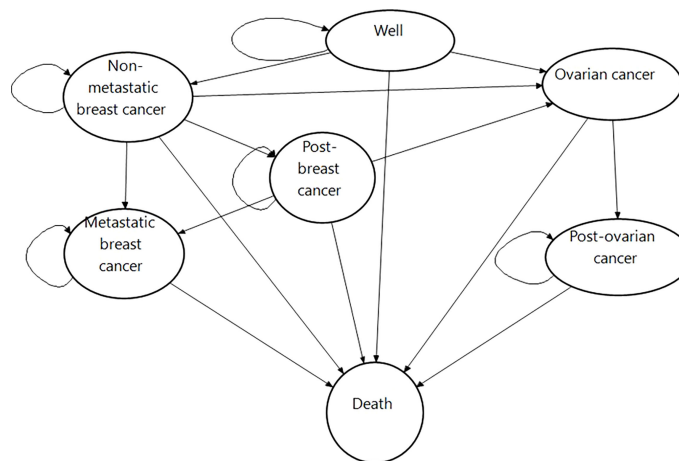 Well
Non-
metastatic
breast cancer
Ovarian cancer
Post-
breast
cancer
Metastatic
breast
cancer
Post-ovarian
cancer
Death